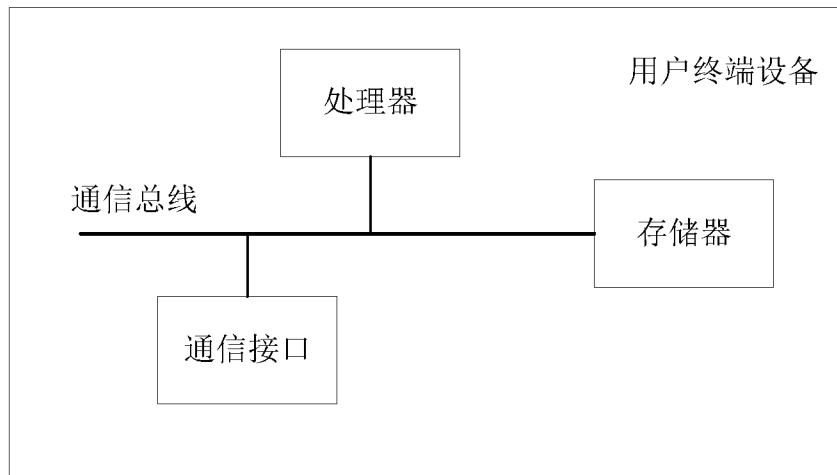 用户终端设备
处理器
通信总线
存储器
通信接口